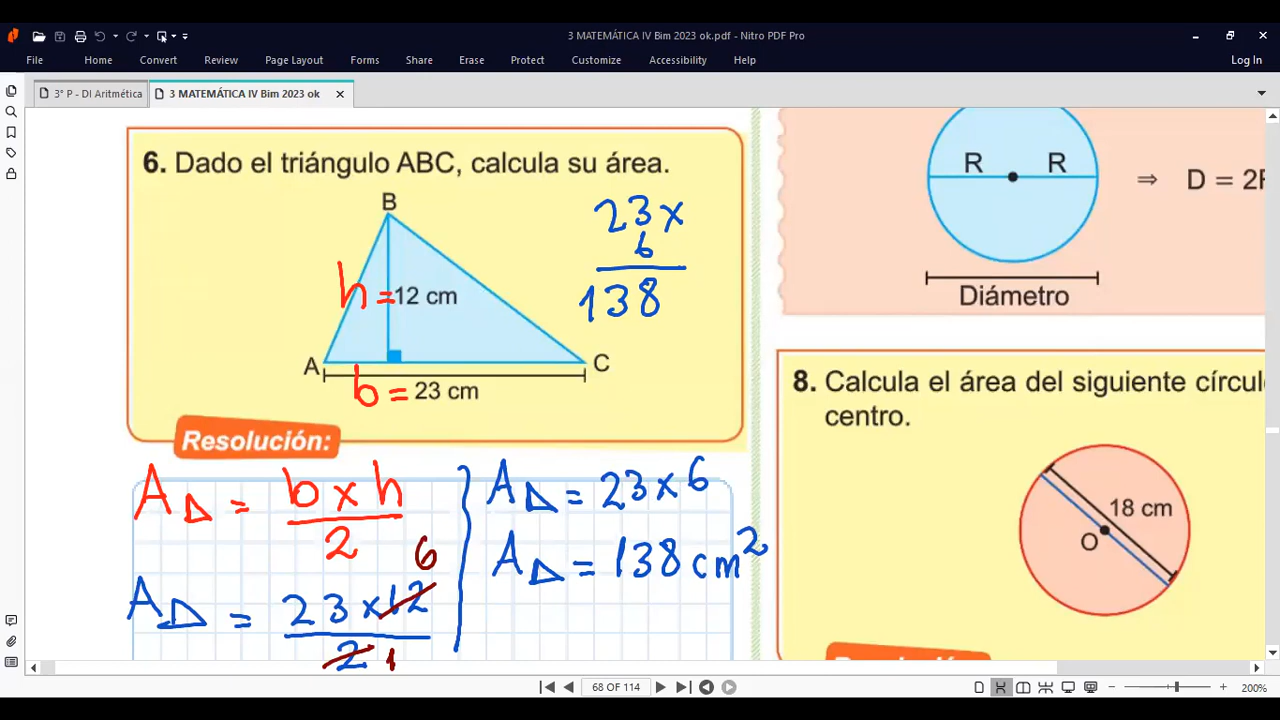 3 MATEMÁTICA IV Bim 2023 ok.pdf - Nitro PDF Pro
File Home Convert Review Page Layout Forms Share Erase Protect Customize Accessibility Help Log In
3° P - DI Aritmética
3 MATEMÁTICA IV Bim 2023 ok
6. Dado el triángulo ABC, calcula su área.
B
h = 12 cm
A
C
b = 23 cm
23 x
6
138
Resolución:
A△ = b x h
2
A△ = 23 x 12
2
6
1
A△ = 23 x 6
A△ = 138 cm²
R R
⇒ D = 2R
Diámetro
8. Calcula el área del siguiente círcul
centro.
18 cm
O
68 OF 114
200%